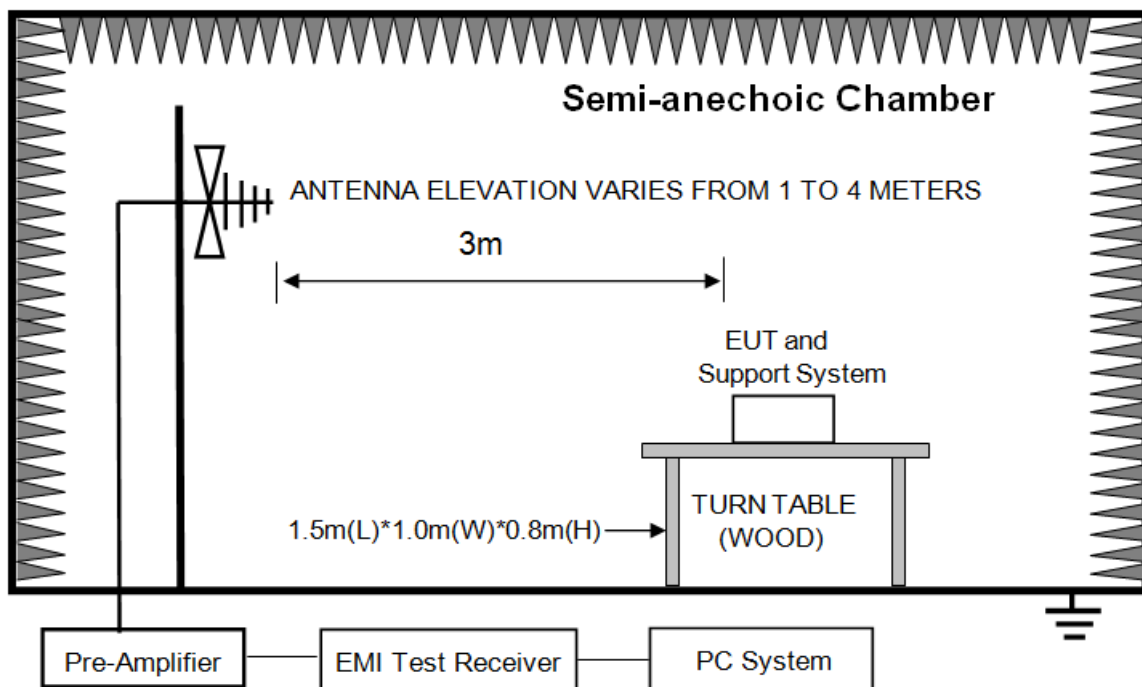 Semi-anechoic Chamber
ANTENNA ELEVATION VARIES FROM 1 TO 4 METERS
3m
EUT and
Support System
1.5m(L)*1.0m(W)*0.8m(H)
TURN TABLE
(WOOD)
Pre-Amplifier
EMI Test Receiver
PC System